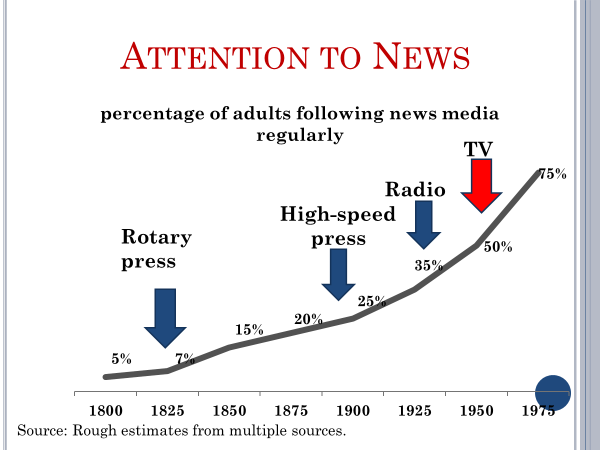 ATTENTION TO NEWS
percentage of adults following news media
regularly
TV
75%
Radio
High-speed
press
Rotary
press
50%
35%
25%
20%
15%
5%
7%
1800 1825 1850 1875 1900 1925 1950 1975
Source: Rough estimates from multiple sources.